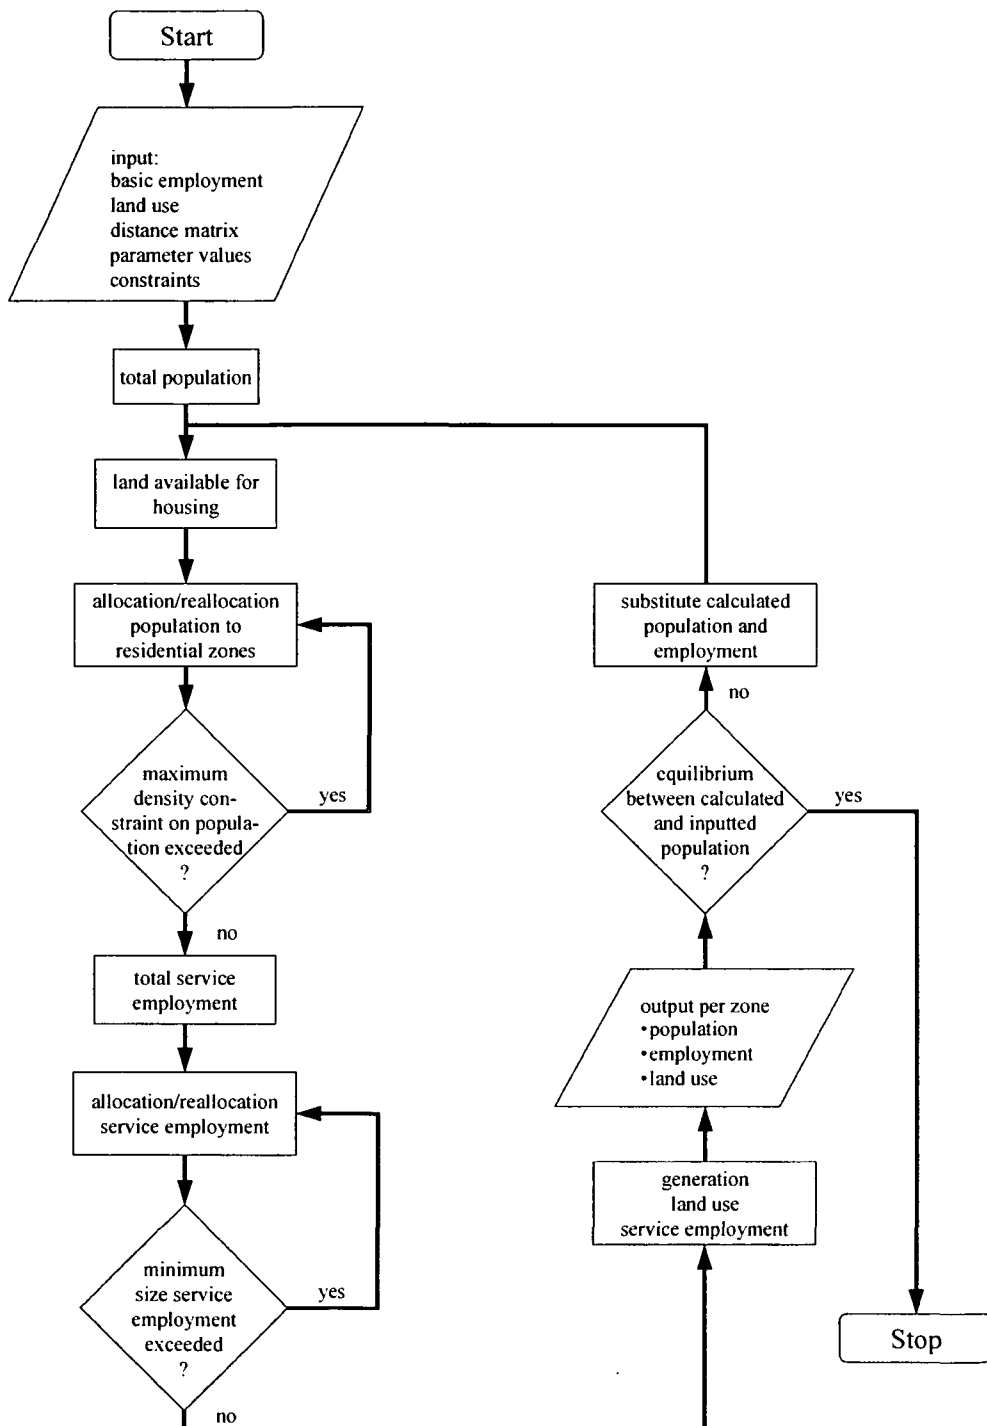 Start
input:
basic employment
land use
distance matrix
parameter values
constraints
total population
land available for
housing
allocation/reallocation
population to
residential zones
maximum
density con-
straint on popula-
tion exceeded
?
yes
no
total service
employment
allocation/reallocation
service employment
minimum
size service
employment
exceeded
?
yes
no
generation
land use
service employment
output per zone
•population
•employment
•land use
equilibrium
between calculated
and inputted
population
?
yes
no
substitute calculated
population and
employment
Stop